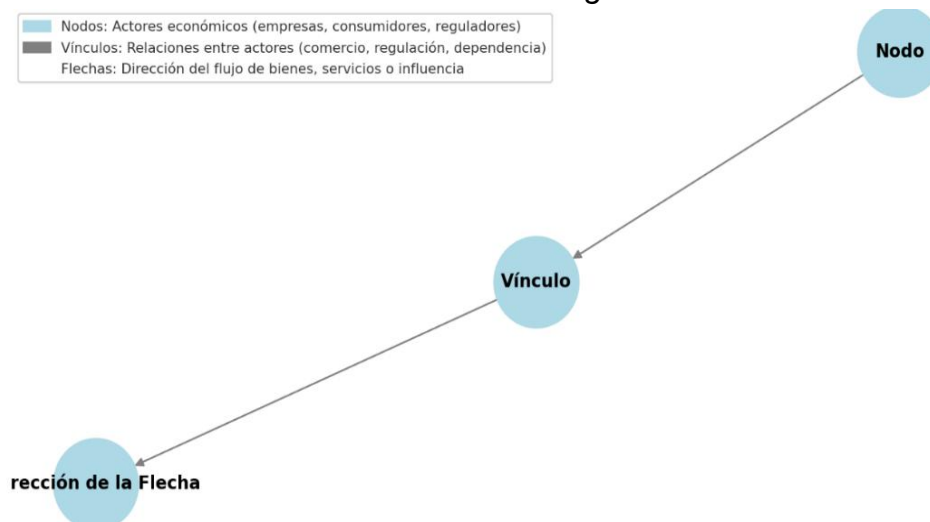 Nodos: Actores económicos (empresas, consumidores, reguladores)
Vínculos: Relaciones entre actores (comercio, regulación, dependencia)
Flechas: Dirección del flujo de bienes, servicios o influencia
Nodo
Vínculo
rección de la Flecha